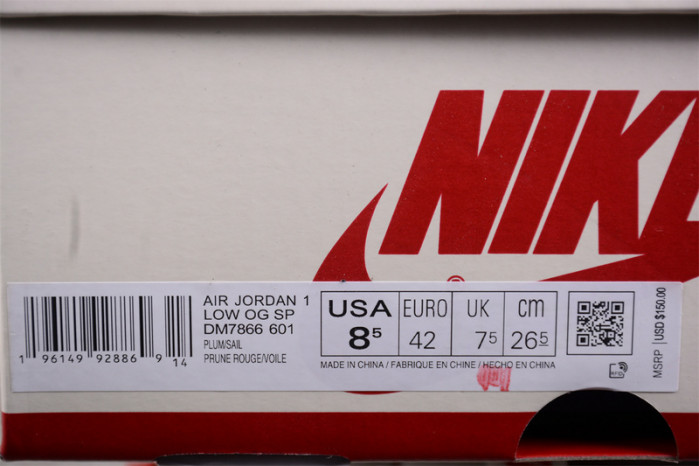 NIKE
®
AIR JORDAN 1
LOW OG SP
DM7866 601
PLUM/SAIL
PRUNE ROUGE/VOILE
1 96149 92886 9 14
USA EURO UK cm
8⁵ 42 7⁵ 26⁵
MADE IN CHINA / FABRIQUE EN CHINE / HECHO EN CHINA
RFID
MSRP | USD $150.00